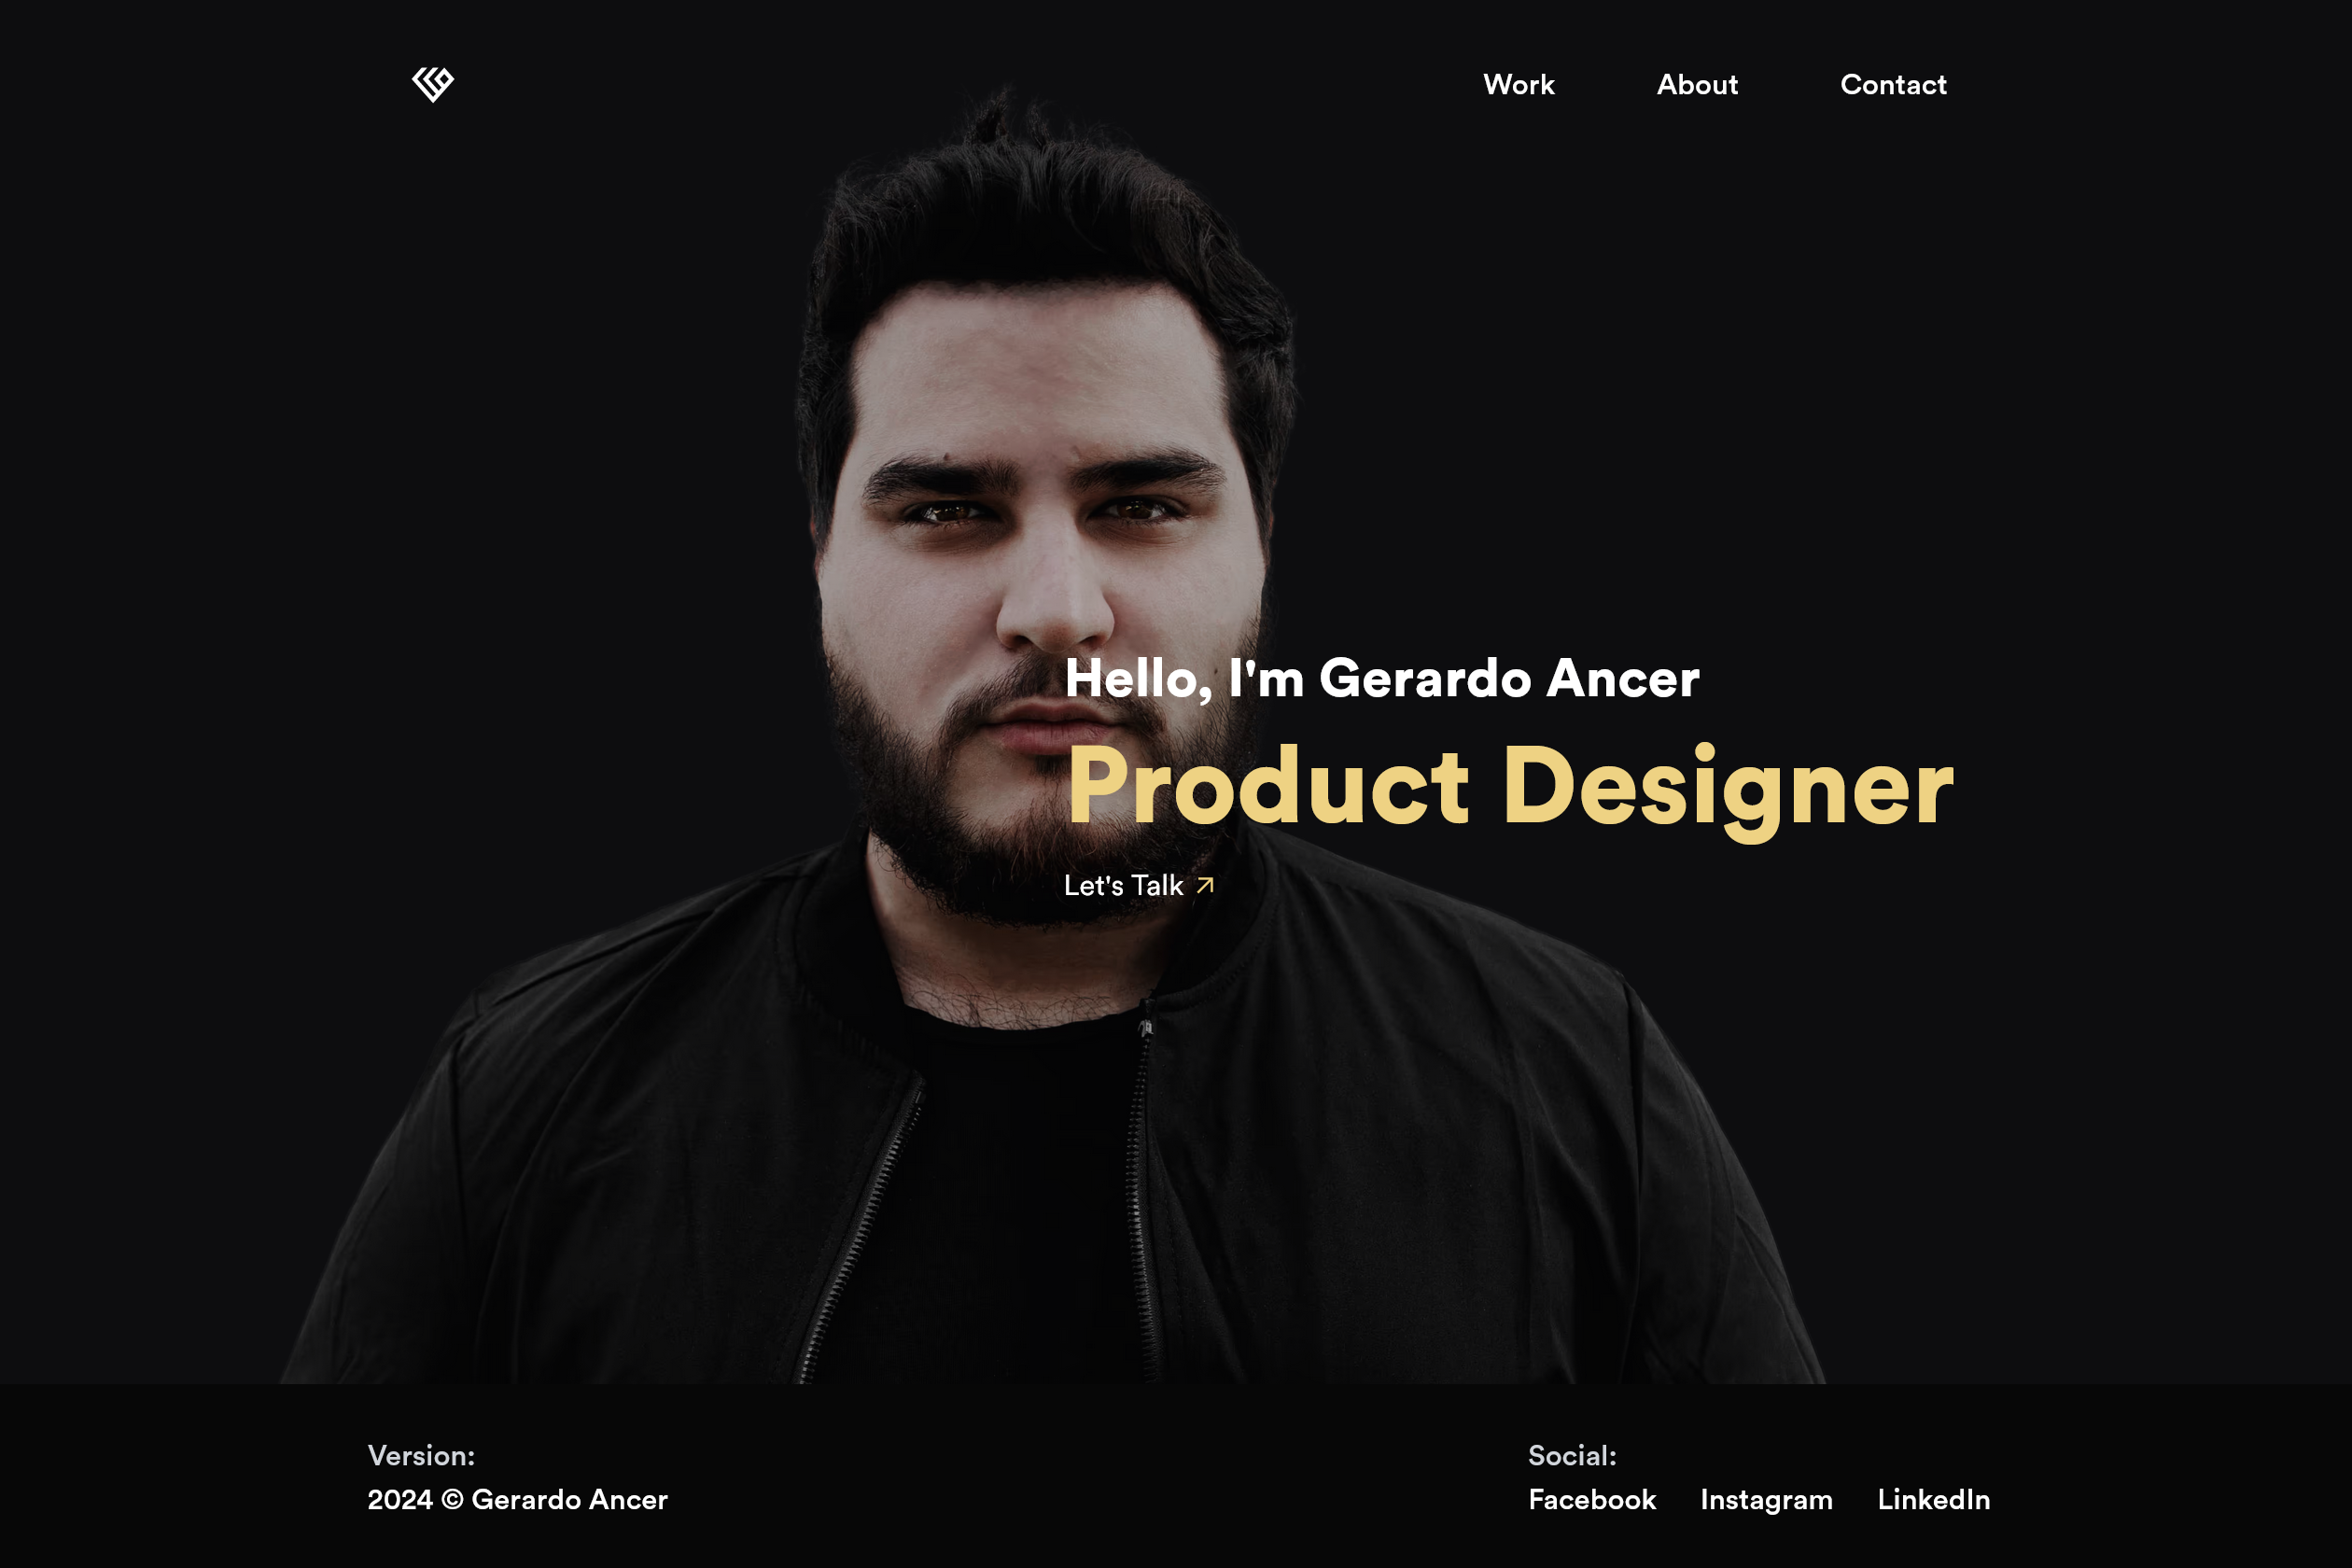 Work About Contact
Hello, I'm Gerardo Ancer
Product Designer
Let's Talk
Version:
2024 © Gerardo Ancer
Social:
Facebook Instagram LinkedIn